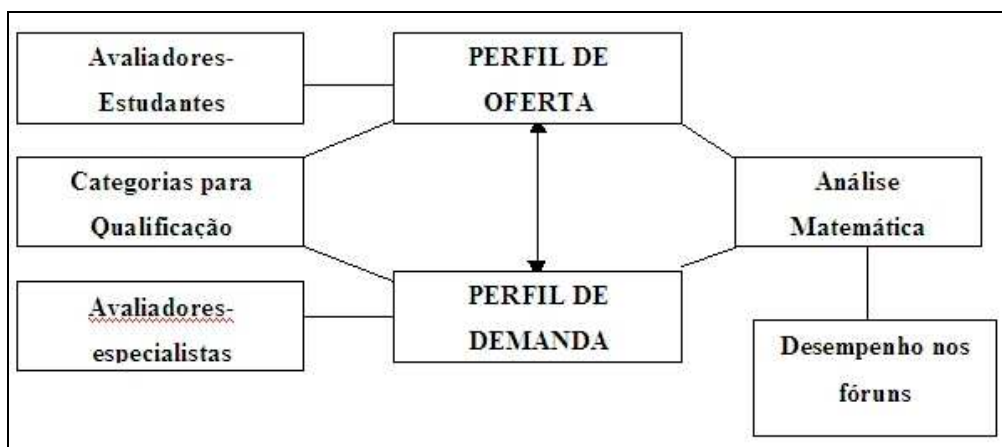 Avaliadores-
Estudantes
PERFIL DE
OFERTA
Categorias para
Qualificação
Análise
Matemática
Avaliadores-
especialistas
PERFIL DE
DEMANDA
Desempenho nos
fóruns